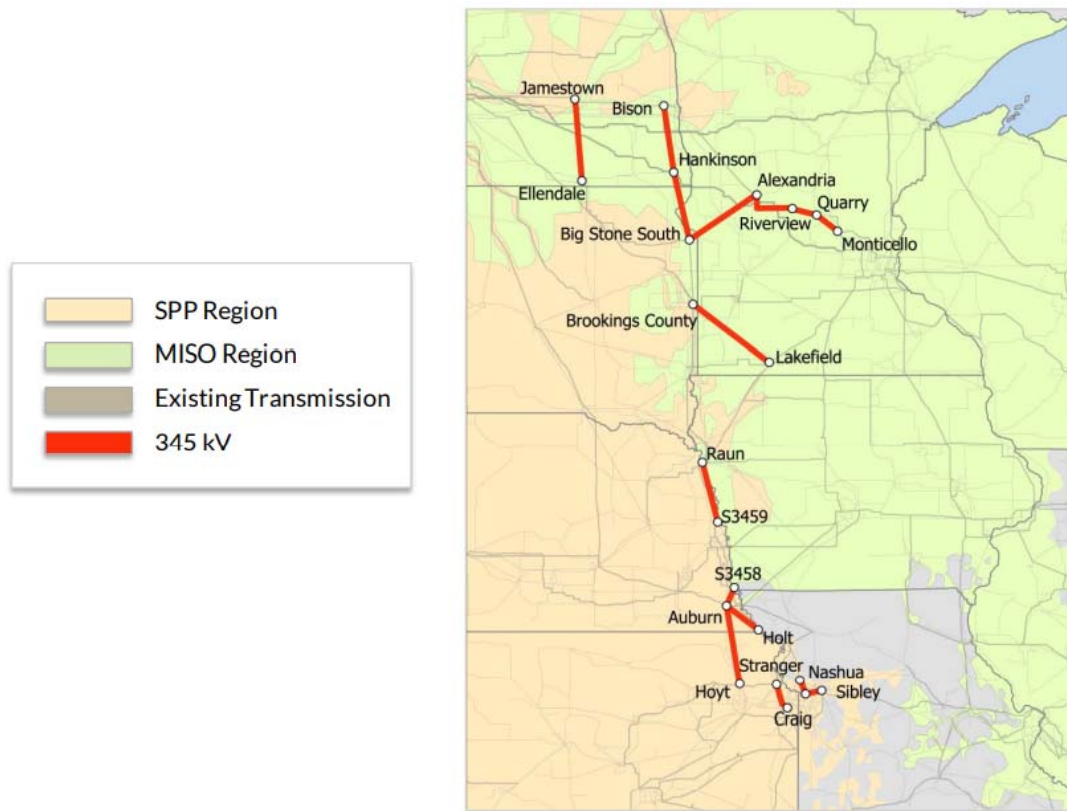 SPP Region
MISO Region
Existing Transmission
345 kV
Jamestown
Bison
Hankinson
Ellendale
Alexandria
Quarry
Riverview
Big Stone South
Monticello
Brookings County
Lakefield
Raun
S3459
S3458
Auburn
Holt
Stranger
Nashua
Hoyt
Sibley
Craig